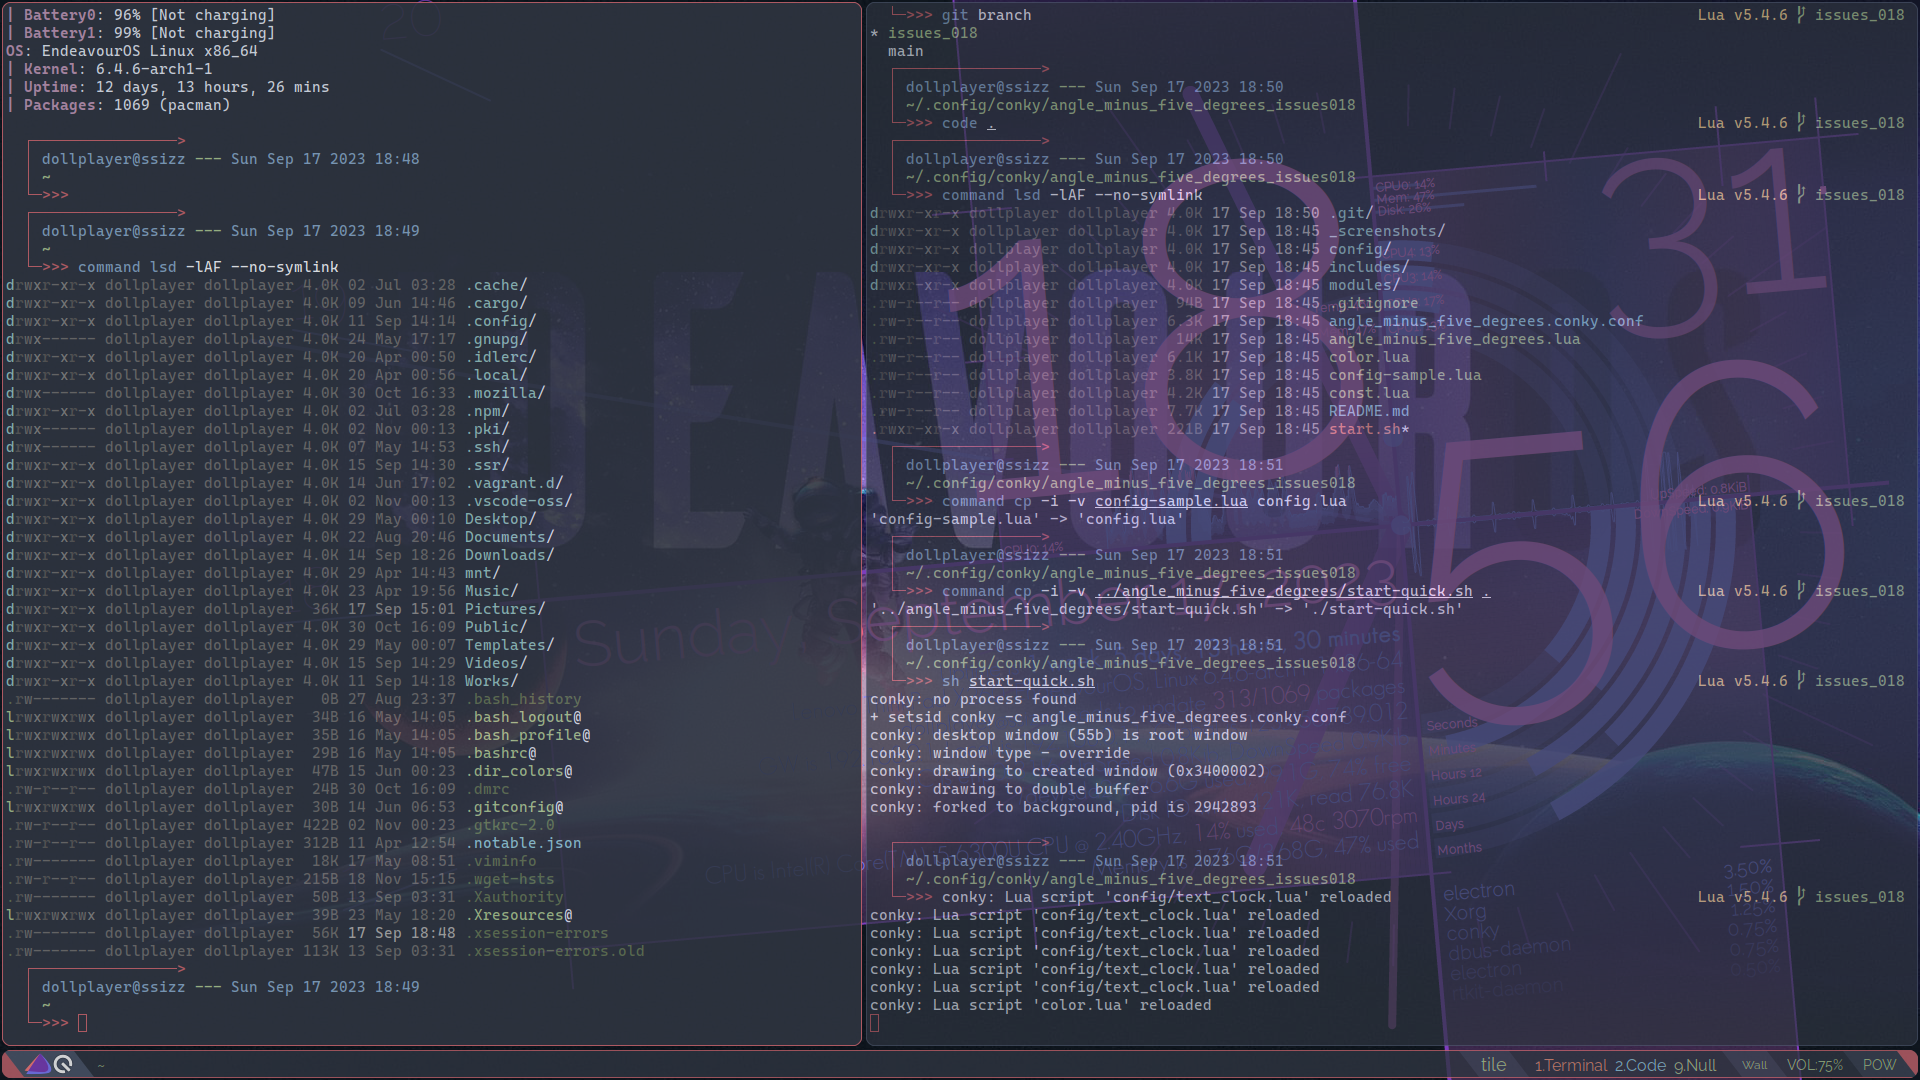 | Battery0: 96% [Not charging]
| Battery1: 99% [Not charging]
OS: EndeavourOS Linux x86_64
| Kernel: 6.4.6-arch1-1
| Uptime: 12 days, 13 hours, 26 mins
| Packages: 1069 (pacman)
dollplayer@ssizz --- Sun Sep 17 2023 18:48
~
>>>
dollplayer@ssizz --- Sun Sep 17 2023 18:49
~
>>> command lsd -lAF --no-symlink
drwxr-xr-x dollplayer dollplayer 4.0K 02 Jul 03:28 .cache/
drwxr-xr-x dollplayer dollplayer 4.0K 09 Jun 14:46 .cargo/
drwxr-xr-x dollplayer dollplayer 4.0K 11 Sep 14:14 .config/
drwx------ dollplayer dollplayer 4.0K 24 May 17:17 .gnupg/
drwxr-xr-x dollplayer dollplayer 4.0K 20 Apr 00:50 .idlerc/
drwxr-xr-x dollplayer dollplayer 4.0K 20 Apr 00:56 .local/
drwx------ dollplayer dollplayer 4.0K 30 Oct 16:33 .mozilla/
drwxr-xr-x dollplayer dollplayer 4.0K 02 Jul 03:28 .npm/
drwx------ dollplayer dollplayer 4.0K 02 Nov 00:13 .pki/
drwx------ dollplayer dollplayer 4.0K 07 May 14:53 .ssh/
drwxr-xr-x dollplayer dollplayer 4.0K 15 Sep 14:30 .ssr/
drwxr-xr-x dollplayer dollplayer 4.0K 14 Jun 17:02 .vagrant.d/
drwxr-xr-x dollplayer dollplayer 4.0K 02 Nov 00:13 .vscode-oss/
drwxr-xr-x dollplayer dollplayer 4.0K 29 May 00:10 Desktop/
drwxr-xr-x dollplayer dollplayer 4.0K 22 Aug 20:46 Documents/
drwxr-xr-x dollplayer dollplayer 4.0K 14 Sep 18:26 Downloads/
drwxr-xr-x dollplayer dollplayer 4.0K 29 Apr 14:43 mnt/
drwxr-xr-x dollplayer dollplayer 4.0K 23 Apr 19:56 Music/
drwxr-xr-x dollplayer dollplayer 36K 17 Sep 15:01 Pictures/
drwxr-xr-x dollplayer dollplayer 4.0K 30 Oct 16:09 Public/
drwxr-xr-x dollplayer dollplayer 4.0K 29 May 00:07 Templates/
drwxr-xr-x dollplayer dollplayer 4.0K 15 Sep 14:29 Videos/
drwxr-xr-x dollplayer dollplayer 4.0K 11 Sep 14:18 Works/
.rw------- dollplayer dollplayer 0B 27 Aug 23:37 .bash_history
lrwxrwxrwx dollplayer dollplayer 34B 16 May 14:05 .bash_logout@
lrwxrwxrwx dollplayer dollplayer 35B 16 May 14:05 .bash_profile@
lrwxrwxrwx dollplayer dollplayer 29B 16 May 14:05 .bashrc@
lrwxrwxrwx dollplayer dollplayer 47B 15 Jun 00:23 .dir_colors@
.rw-r--r-- dollplayer dollplayer 24B 30 Oct 16:09 .dmrc
lrwxrwxrwx dollplayer dollplayer 30B 14 Jun 06:53 .gitconfig@
.rw-r--r-- dollplayer dollplayer 422B 02 Nov 00:23 .gtkrc-2.0
.rw-r--r-- dollplayer dollplayer 312B 11 Apr 12:54 .notable.json
.rw------- dollplayer dollplayer 18K 17 May 08:51 .viminfo
.rw-r--r-- dollplayer dollplayer 215B 18 Nov 15:15 .wget-hsts
.rw------- dollplayer dollplayer 50B 13 Sep 03:31 .Xauthority
lrwxrwxrwx dollplayer dollplayer 39B 23 May 18:20 .Xresources@
.rw------- dollplayer dollplayer 56K 17 Sep 18:48 .xsession-errors
.rw------- dollplayer dollplayer 113K 13 Sep 03:31 .xsession-errors.old
dollplayer@ssizz --- Sun Sep 17 2023 18:49
~
>>>
>>> git branch Lua v5.4.6 issues_018
* issues_018
main
dollplayer@ssizz --- Sun Sep 17 2023 18:50
~/.config/conky/angle_minus_five_degrees_issues018
>>> code . Lua v5.4.6 issues_018
dollplayer@ssizz --- Sun Sep 17 2023 18:50
~/.config/conky/angle_minus_five_degrees_issues018
>>> command lsd -lAF --no-symlink Lua v5.4.6 issues_018
drwxr-xr-x dollplayer dollplayer 4.0K 17 Sep 18:50 .git/
drwxr-xr-x dollplayer dollplayer 4.0K 17 Sep 18:45 _screenshots/
drwxr-xr-x dollplayer dollplayer 4.0K 17 Sep 18:45 config/
drwxr-xr-x dollplayer dollplayer 4.0K 17 Sep 18:45 includes/
drwxr-xr-x dollplayer dollplayer 4.0K 17 Sep 18:45 modules/
.rw-r--r-- dollplayer dollplayer 94B 17 Sep 18:45 .gitignore
.rw-r--r-- dollplayer dollplayer 6.3K 17 Sep 18:45 angle_minus_five_degrees.conky.conf
.rw-r--r-- dollplayer dollplayer 14K 17 Sep 18:45 angle_minus_five_degrees.lua
.rw-r--r-- dollplayer dollplayer 6.1K 17 Sep 18:45 color.lua
.rw-r--r-- dollplayer dollplayer 3.8K 17 Sep 18:45 config-sample.lua
.rw-r--r-- dollplayer dollplayer 4.2K 17 Sep 18:45 const.lua
.rw-r--r-- dollplayer dollplayer 7.7K 17 Sep 18:45 README.md
.rwxr-xr-x dollplayer dollplayer 221B 17 Sep 18:45 start.sh*
dollplayer@ssizz --- Sun Sep 17 2023 18:51
~/.config/conky/angle_minus_five_degrees_issues018
>>> command cp -i -v config-sample.lua config.lua Lua v5.4.6 issues_018
'config-sample.lua' -> 'config.lua'
dollplayer@ssizz --- Sun Sep 17 2023 18:51
~/.config/conky/angle_minus_five_degrees_issues018
>>> command cp -i -v ../angle_minus_five_degrees/start-quick.sh . Lua v5.4.6 issues_018
'../angle_minus_five_degrees/start-quick.sh' -> './start-quick.sh'
dollplayer@ssizz --- Sun Sep 17 2023 18:51
~/.config/conky/angle_minus_five_degrees_issues018
>>> sh start-quick.sh Lua v5.4.6 issues_018
conky: no process found
+ setsid conky -c angle_minus_five_degrees.conky.conf
conky: desktop window (55b) is root window
conky: window type - override
conky: drawing to created window (0x3400002)
conky: drawing to double buffer
conky: forked to background, pid is 2942893
dollplayer@ssizz --- Sun Sep 17 2023 18:51
~/.config/conky/angle_minus_five_degrees_issues018
>>> conky: Lua script 'config/text_clock.lua' reloaded Lua v5.4.6 issues_018
conky: Lua script 'config/text_clock.lua' reloaded
conky: Lua script 'config/text_clock.lua' reloaded
conky: Lua script 'config/text_clock.lua' reloaded
conky: Lua script 'config/text_clock.lua' reloaded
conky: Lua script 'config/text_clock.lua' reloaded
conky: Lua script 'color.lua' reloaded
18
56
31
CPU0: 14%
Mem: 47%
Disk: 26%
Sunday, September 17, 2023
30 minutes
313/1069 packages
Seconds
Minutes
Hours 12
Hours 24
Days
Months
read 76.8K
CPU @ 2.40GHz. 14% used. 48c 3070rpm
47% used
electron 3.50%
Xorg 1.50%
conky 1.25%
dbus-daemon 0.75%
electron 0.75%
~
tile 1.Terminal 2.Code 9.Null Wall VOL:75% POW